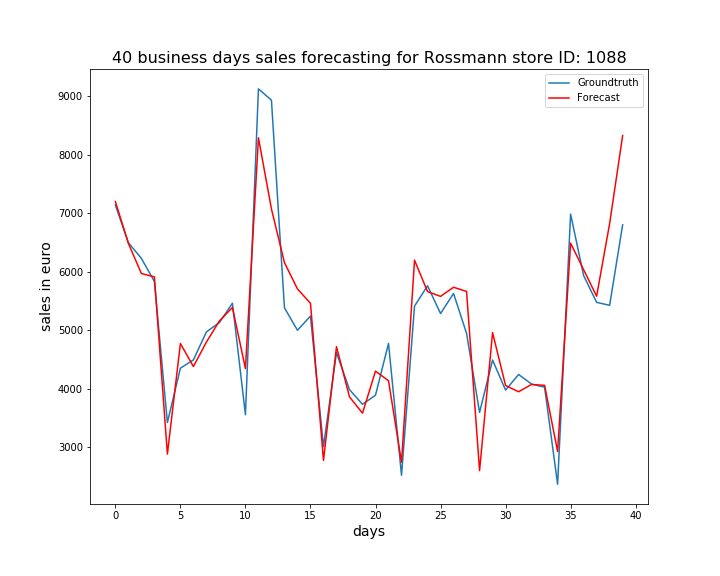 40 business days sales forecasting for Rossmann store ID: 1088
Groundtruth
Forecast
sales in euro
9000
8000
7000
6000
5000
4000
3000
0 5 10 15 20 25 30 35 40
days